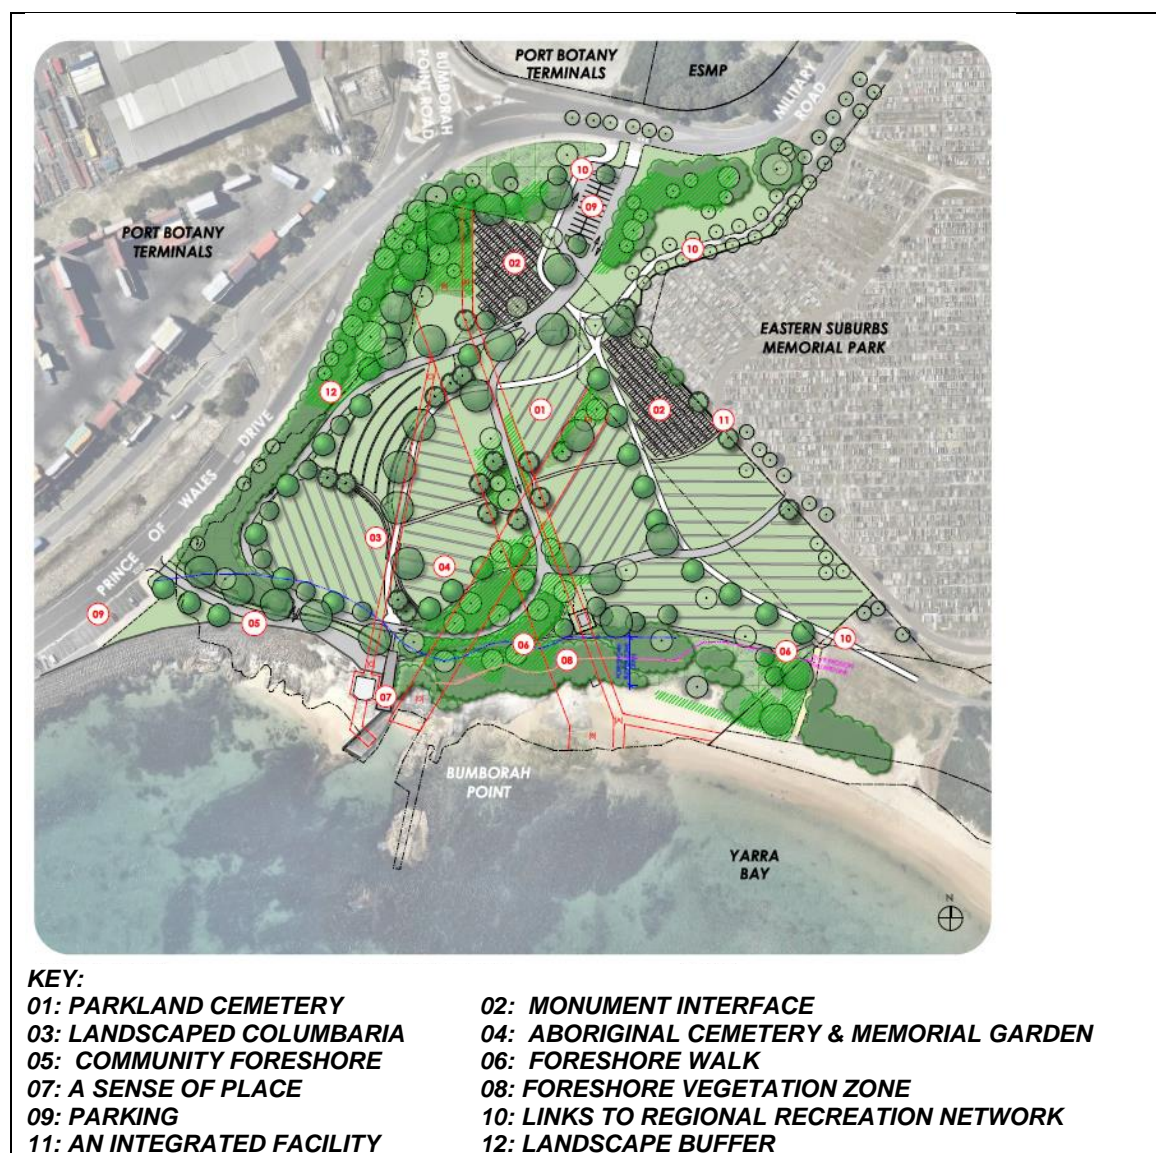 PORT BOTANY
TERMINALS
ESMP
BUMBORAH
POINT ROAD
MILITARY
ROAD
10
09
PORT BOTANY
TERMINALS
02
10
EASTERN SUBURBS
MEMORIAL PARK
12
01
02
11
PRINCE OF WALES DRIVE
03
04
09
05
06
08
06
10
07
BUMBORAH
POINT
YARRA
BAY
N
KEY:
01: PARKLAND CEMETERY 02: MONUMENT INTERFACE
03: LANDSCAPED COLUMBARIA 04: ABORIGINAL CEMETERY & MEMORIAL GARDEN
05: COMMUNITY FORESHORE 06: FORESHORE WALK
07: A SENSE OF PLACE 08: FORESHORE VEGETATION ZONE
09: PARKING 10: LINKS TO REGIONAL RECREATION NETWORK
11: AN INTEGRATED FACILITY 12: LANDSCAPE BUFFER